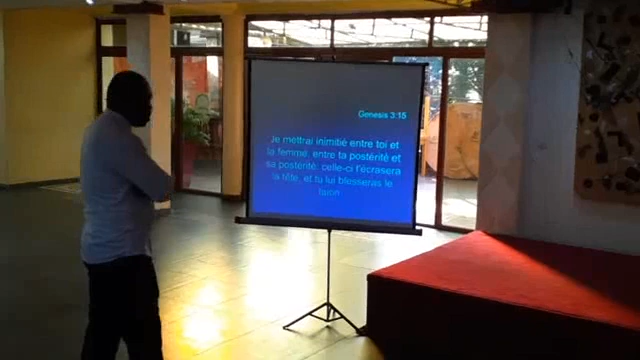 Genesis 3:15
Je mettrai inimitié entre toi et
la femme, entre ta postérité et
sa postérité: celle-ci t'écrasera
la tête, et tu lui blesseras le
talon